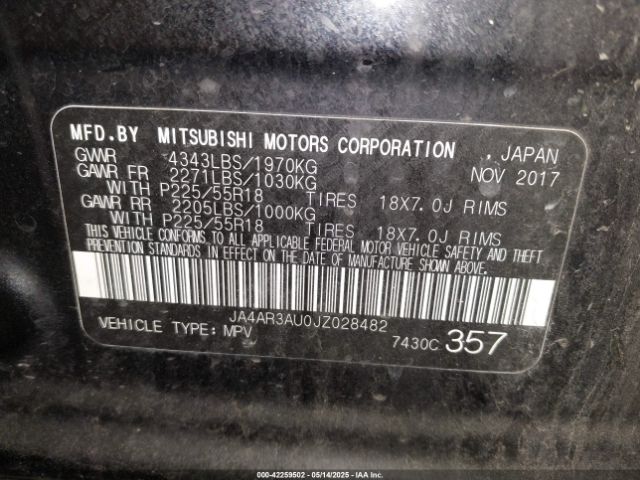 MFD.BY MITSUBISHI MOTORS CORPORATION , JAPAN
GVWR 4343LBS/1970KG NOV 2017
GAWR FR 2271LBS/1030KG
WITH P225/55R18 TIRES 18X7.0J RIMS
GAWR RR 2205LBS/1000KG
WITH P225/55R18 TIRES 18X7.0J RIMS
THIS VEHICLE CONFORMS TO ALL APPLICABLE FEDERAL MOTOR VEHICLE SAFETY AND THEFT
PREVENTION STANDARDS IN EFFECT ON THE DATE OF MANUFACTURE SHOWN ABOVE.
JA4AR3AU0JZ028482
VEHICLE TYPE: MPV 7430C 357
000-42259502 - 05/14/2025 - IAA Inc.